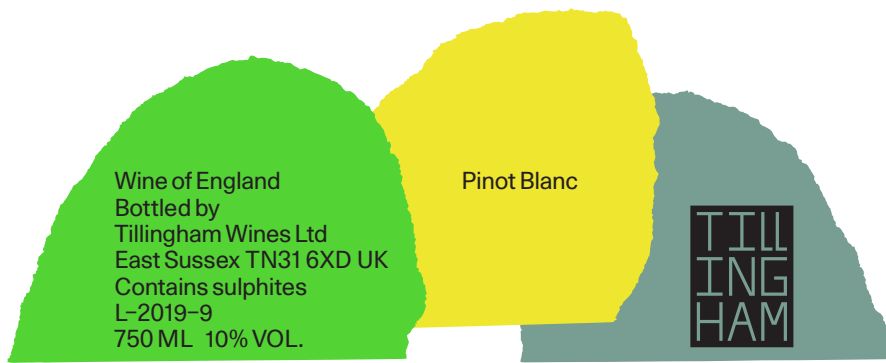 Wine of England
Bottled by
Tillingham Wines Ltd
East Sussex TN31 6XD UK
Contains sulphites
L–2019–9
750 ML 10% VOL.
Pinot Blanc
TILL
ING
HAM